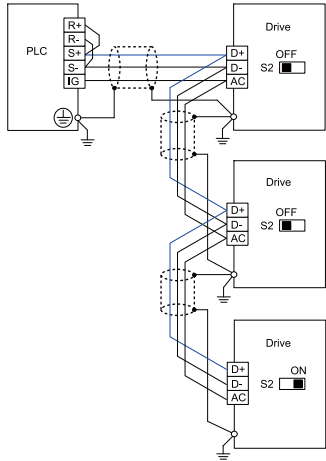 PLC
R+
R-
S+
S-
IG
Drive
D+
D-
AC
OFF
S2
Drive
D+
D-
AC
OFF
S2
Drive
D+
D-
AC
ON
S2